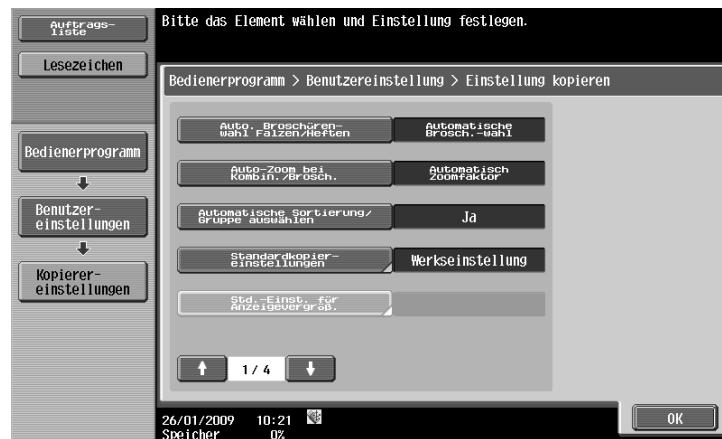 Auftrags-
liste
Bitte das Element wählen und Einstellung festlegen.
Lesezeichen
Bedienerprogramm > Benutzereinstellung > Einstellung kopieren
Auto. Broschüren-
wahl Falzen/Heften
Automatische
Brosch.-wahl
Bedienerprogramm
Auto-Zoom bei
Kombin./Brosch.
Automatisch
Zoomfaktor
Benutzer-
einstellungen
Automatische Sortierung/
Gruppe auswählen
Ja
Kopierer-
einstellungen
Standardkopier-
einstellungen
Werkseinstellung
Std.-Einst. für
Anzeigevergröß.
1/ 4
26/01/2009 10:21
Speicher 0%
OK